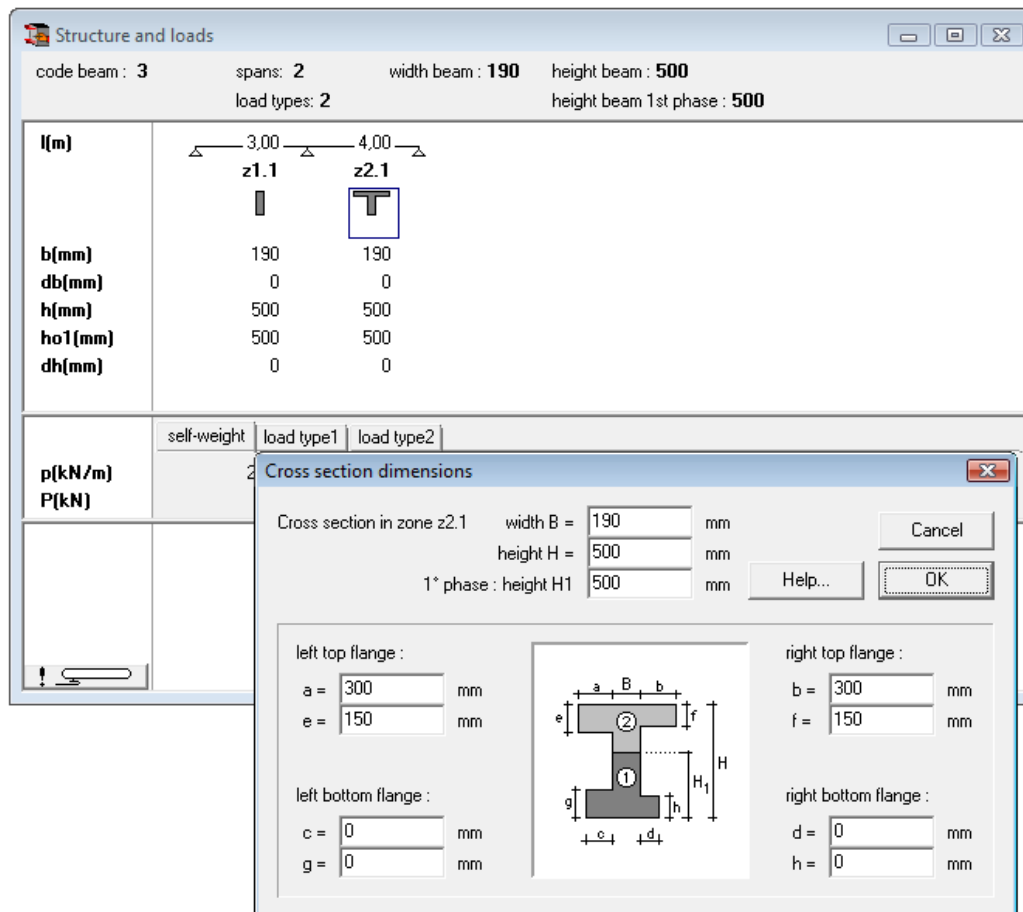 Structure and loads
code beam : 3 spans: 2 width beam : 190 height beam : 500
load types: 2 height beam 1st phase : 500
l(m) 3,00 4,00
z1.1 z2.1
b(mm) 190 190
db(mm) 0 0
h(mm) 500 500
ho1(mm) 500 500
dh(mm) 0 0
self-weight load type1 load type2
p(kN/m) 2
P(kN)
Cross section dimensions
Cross section in zone z2.1 width B = 190 mm Cancel
height H = 500 mm
1° phase : height H1 500 mm Help... OK
left top flange : right top flange :
a = 300 mm b = 300 mm
e = 150 mm f = 150 mm
a B b
e 2 f
H
1 H1
g h
c d
left bottom flange : right bottom flange :
c = 0 mm d = 0 mm
g = 0 mm h = 0 mm